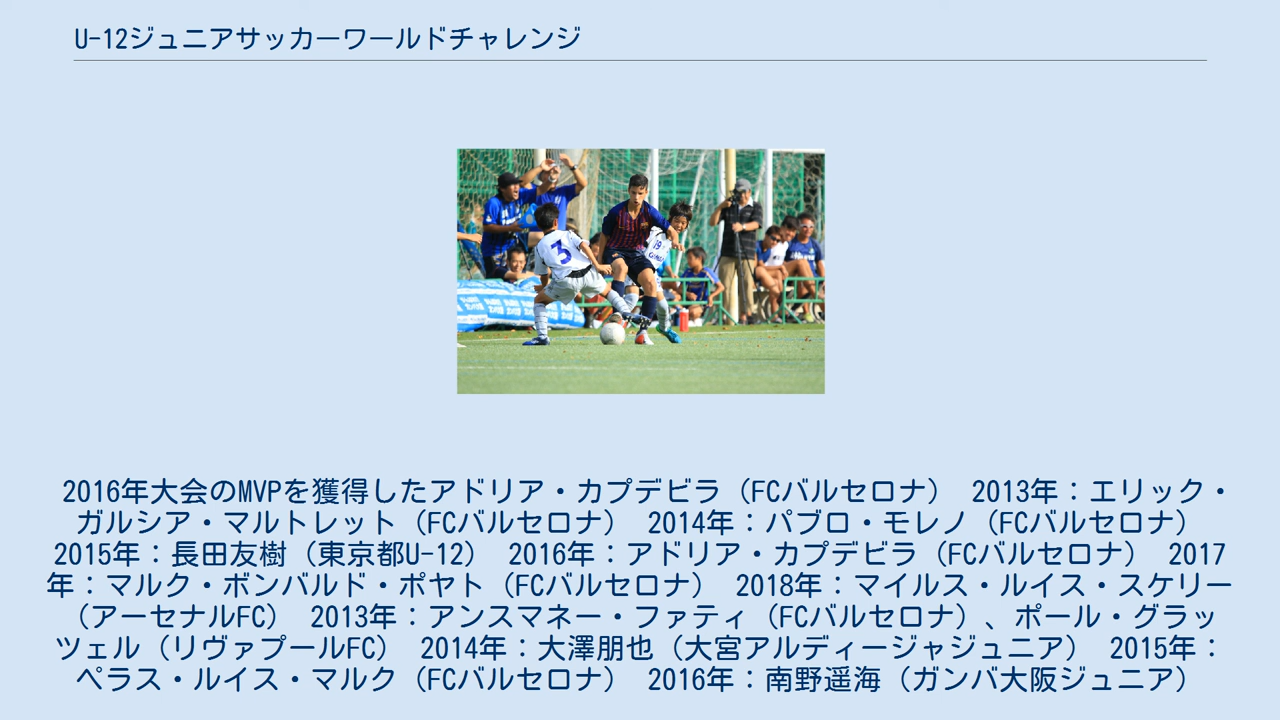 U-12ジュニアサッカーワールドチャレンジ
3
19
2016年大会のMVPを獲得したアドリア・カプデビラ（FCバルセロナ） 2013年：エリック・
ガルシア・マルトレット（FCバルセロナ） 2014年：パブロ・モレノ（FCバルセロナ）
2015年：長田友樹（東京都U-12） 2016年：アドリア・カプデビラ（FCバルセロナ） 2017
年：マルク・ボンバルド・ポヤト（FCバルセロナ） 2018年：マイルス・ルイス・スケリー
（アーセナルFC） 2013年：アンスマネー・ファティ（FCバルセロナ）、ポール・グラッ
ツェル（リヴァプールFC） 2014年：大澤朋也（大宮アルディージャジュニア） 2015年：
ペラス・ルイス・マルク（FCバルセロナ） 2016年：南野遥海（ガンバ大阪ジュニア）